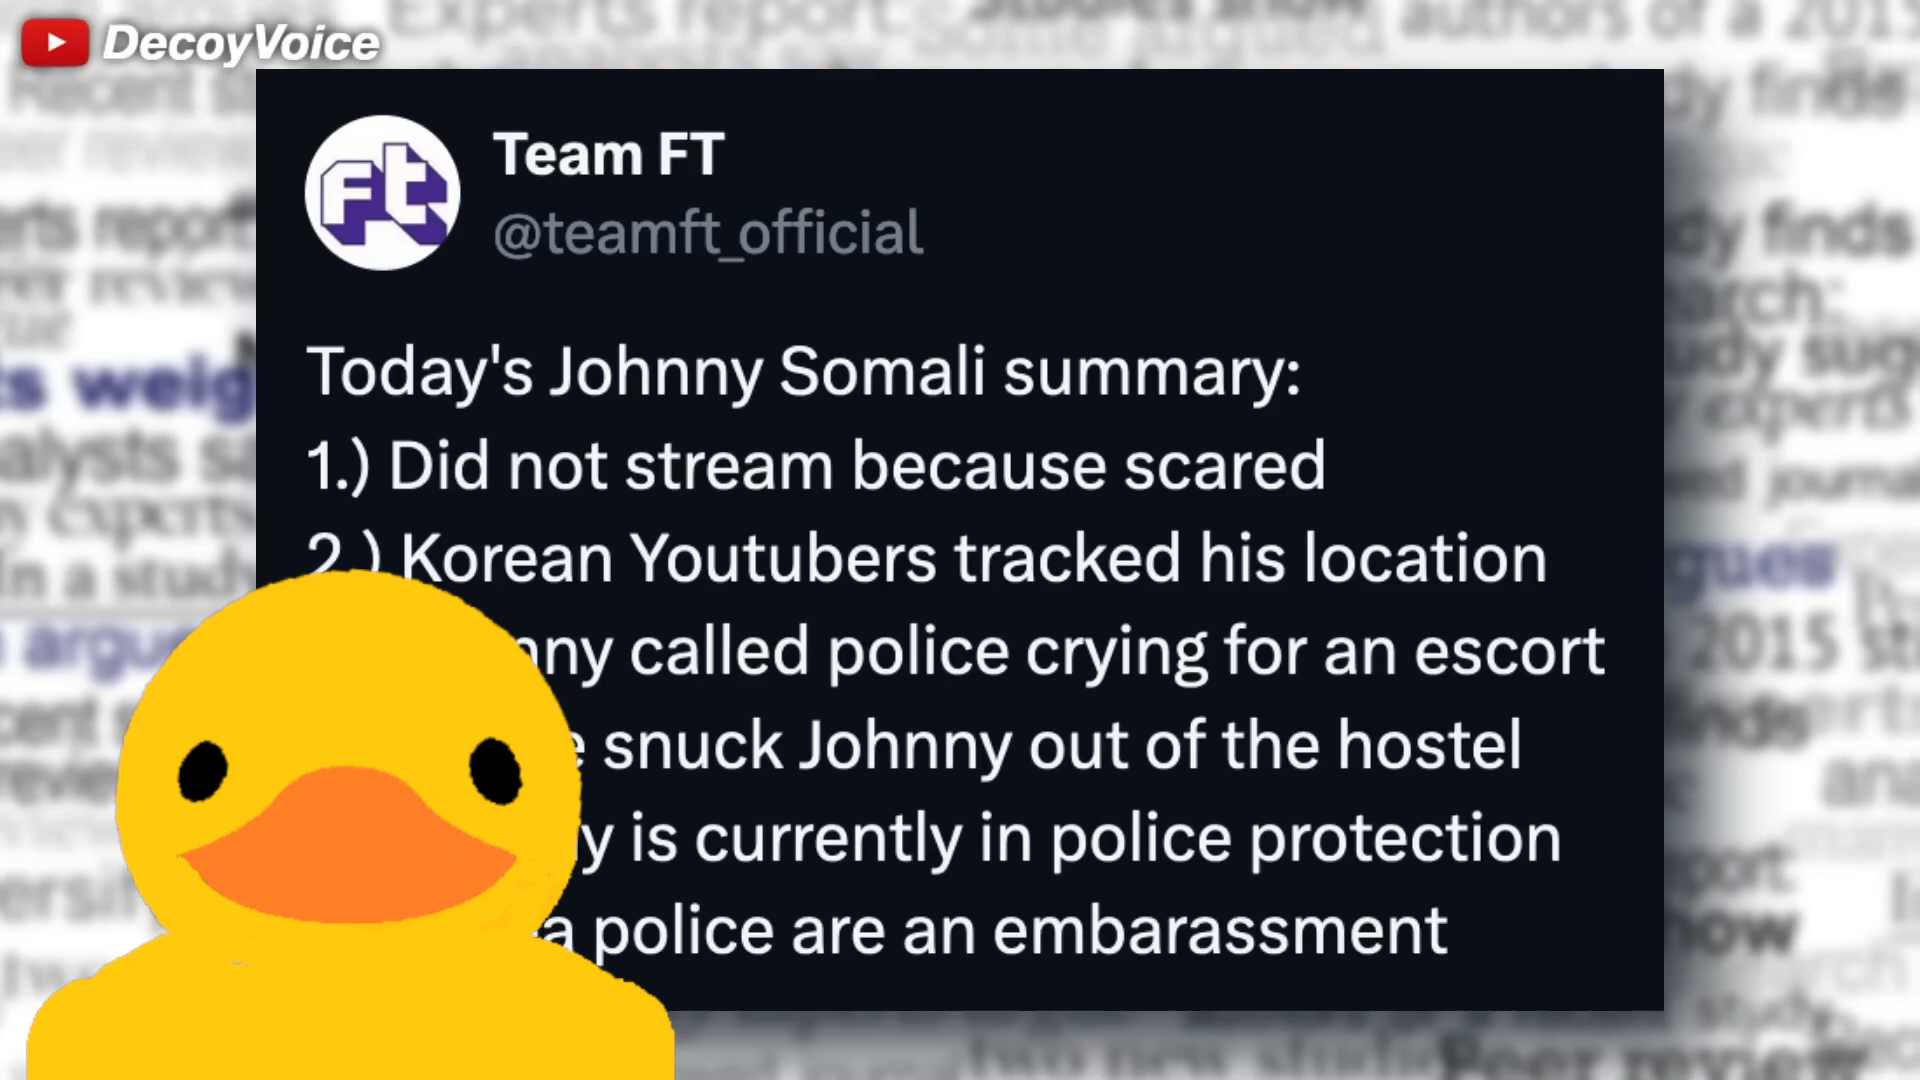 DecoyVoice
Team FT
@teamft_official
Today's Johnny Somali summary:
1.) Did not stream because scared
2.) Korean Youtubers tracked his location
called police crying for an escort
snuck Johnny out of the hostel
is currently in police protection
police are an embarassment